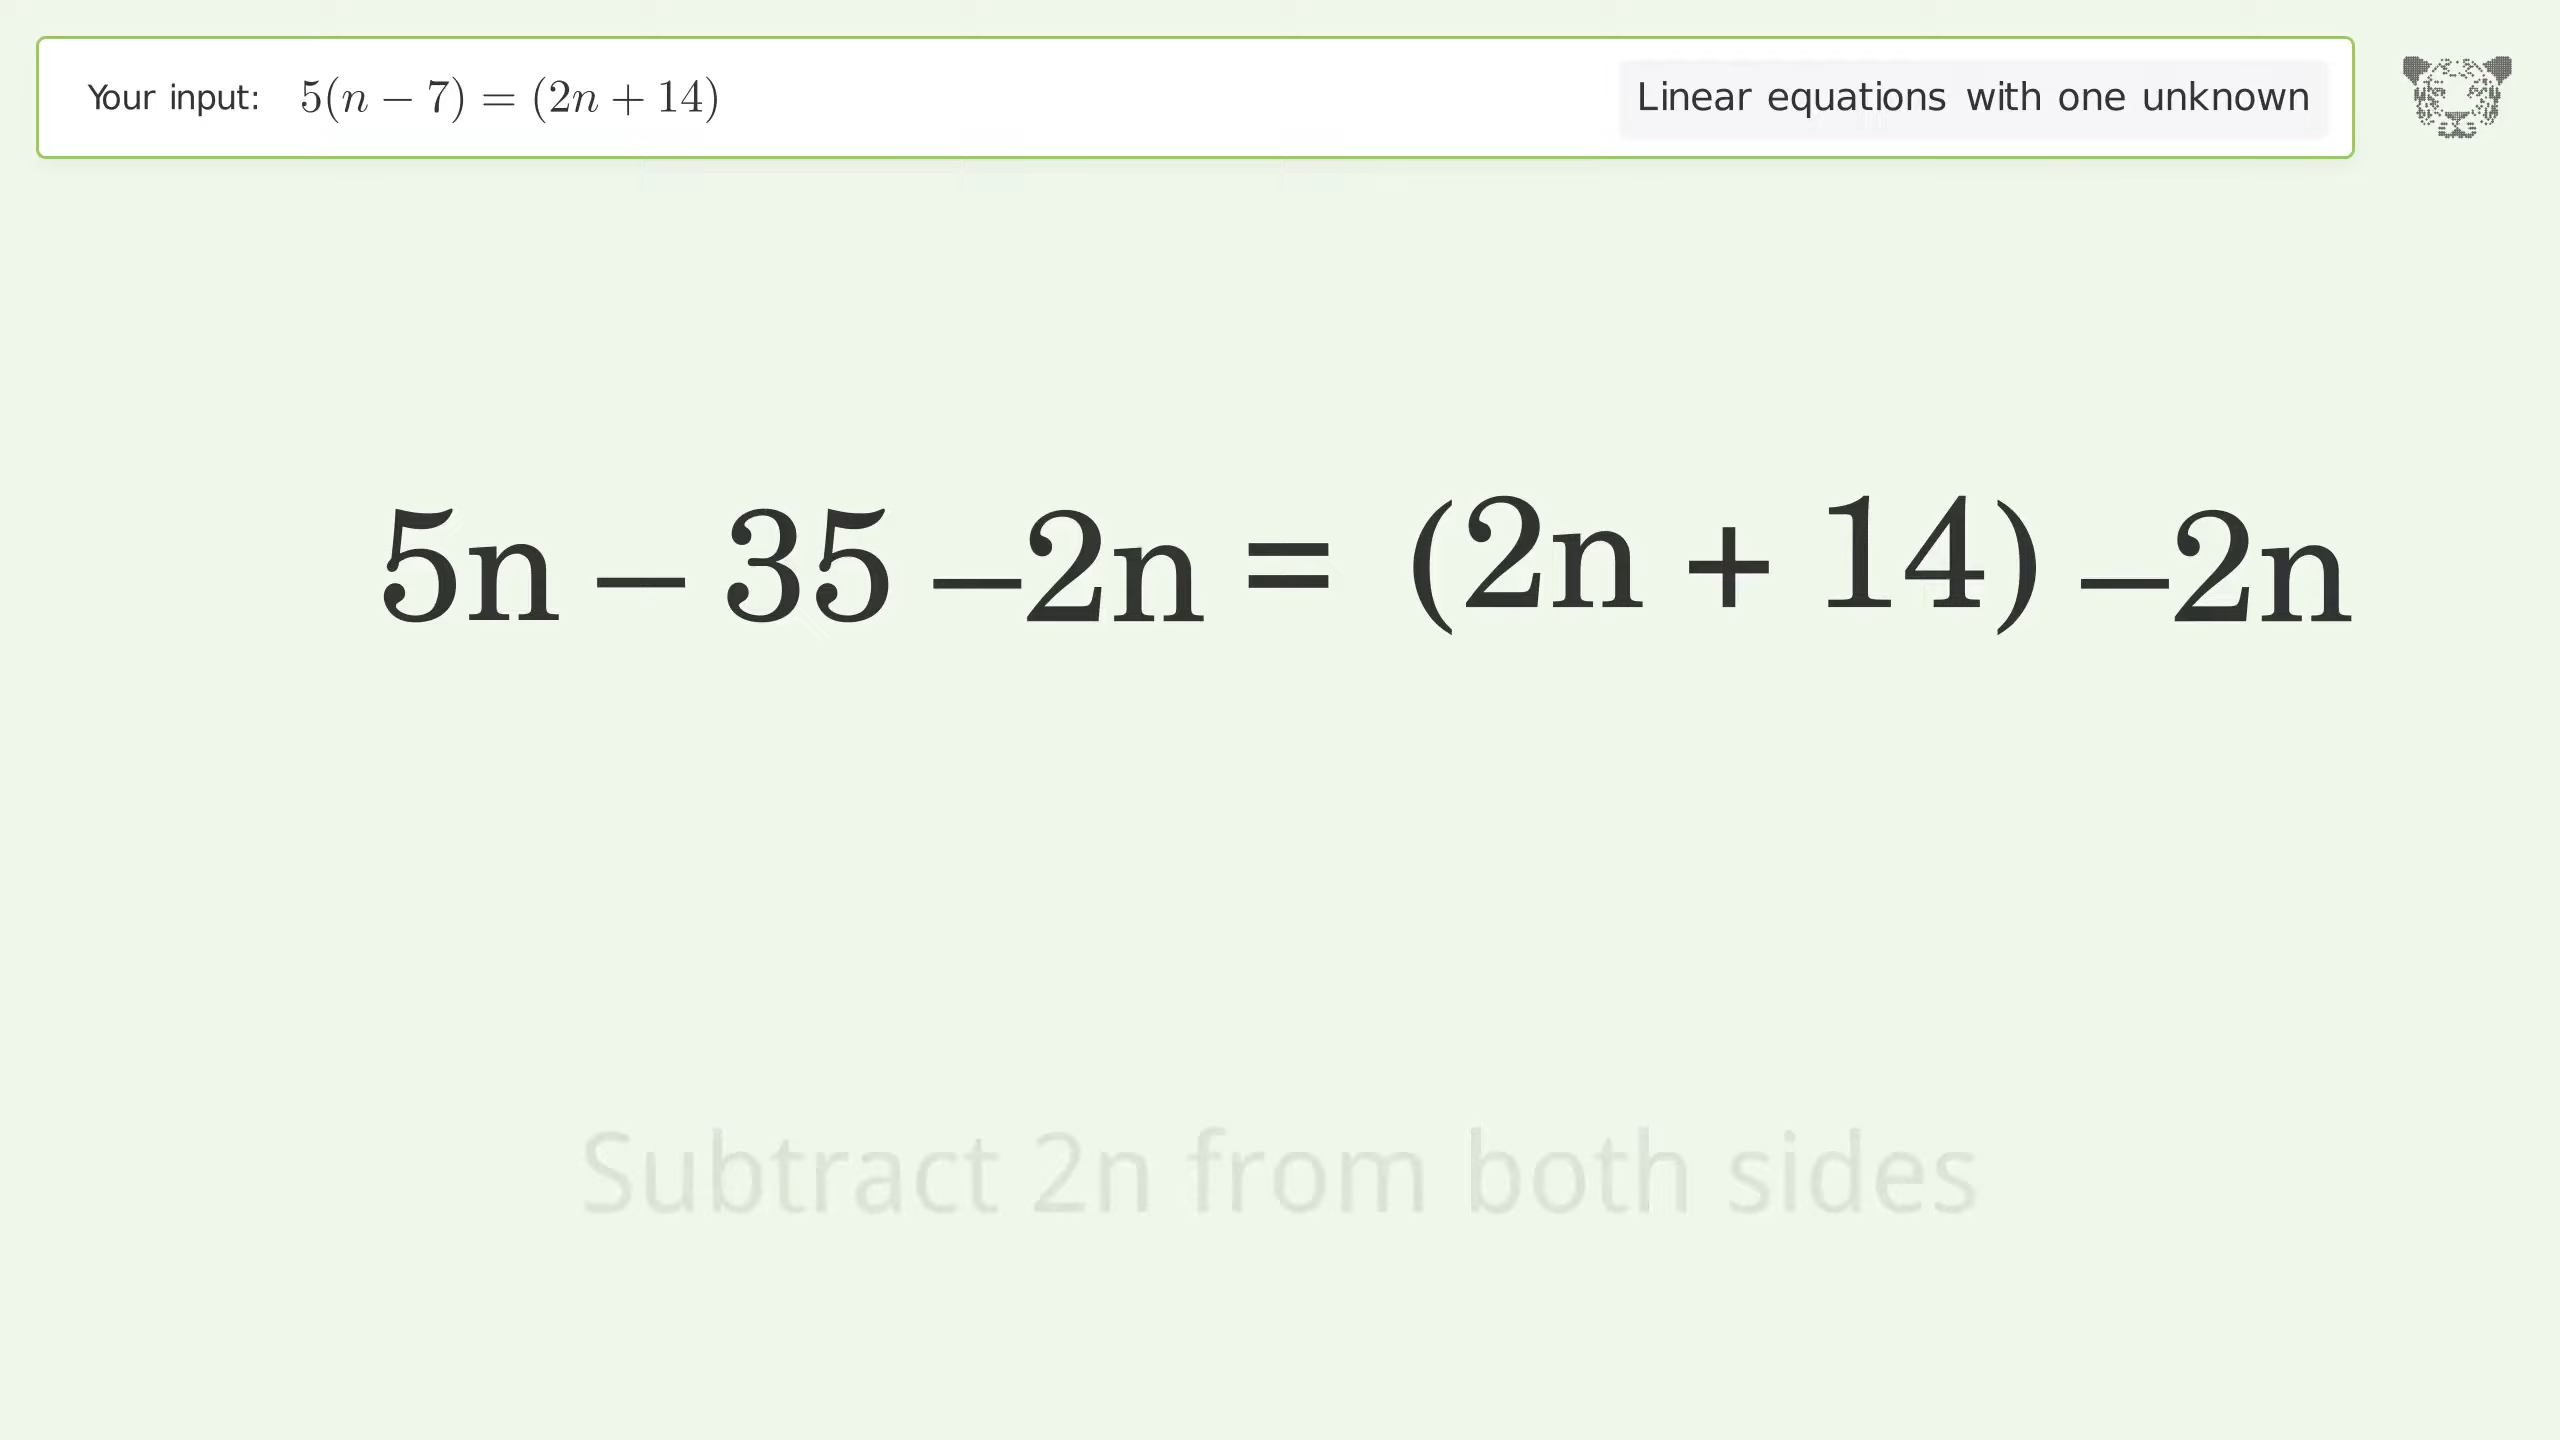 Your input: 5(n − 7) = (2n + 14)
Linear equations with one unknown
5n − 35 −2n = (2n + 14) −2n
Subtract 2n from both sides